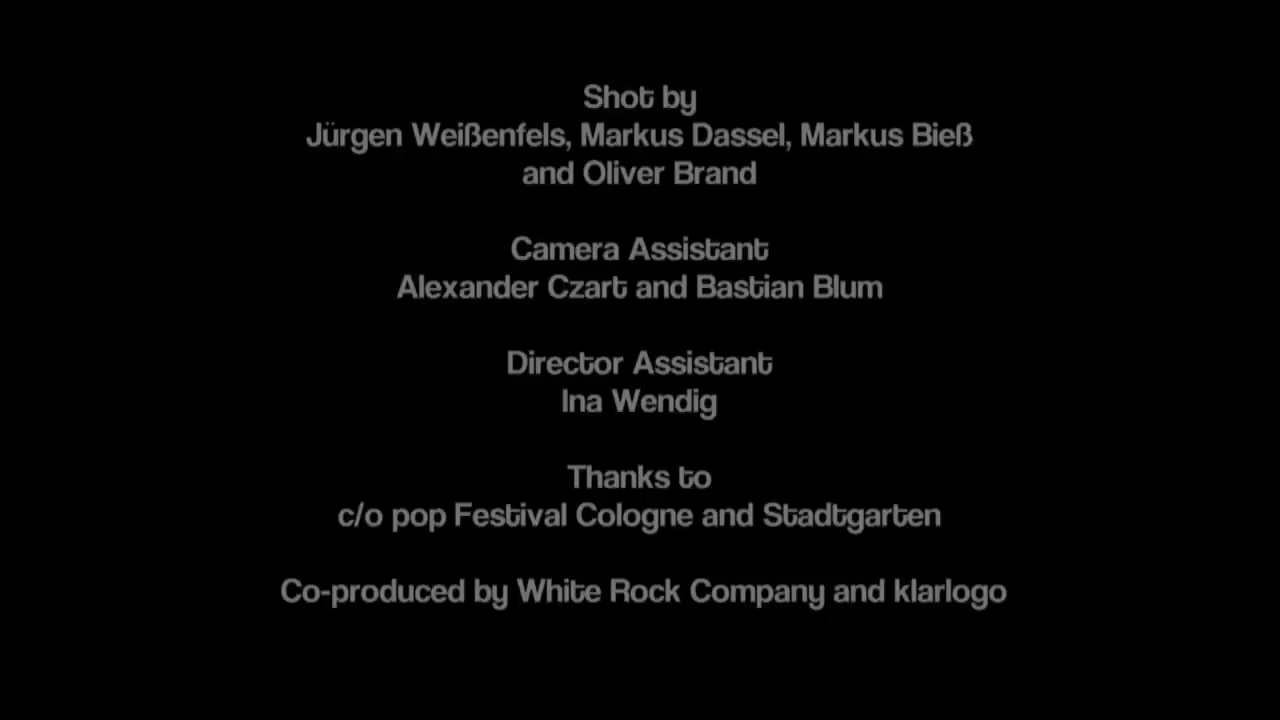 Shot by
Jürgen Weißenfels, Markus Dassel, Markus Bieß
and Oliver Brand
Camera Assistant
Alexander Czart and Bastian Blum
Director Assistant
Ina Wendig
Thanks to
c/o pop Festival Cologne and Stadtgarten
Co-produced by White Rock Company and klarlogo